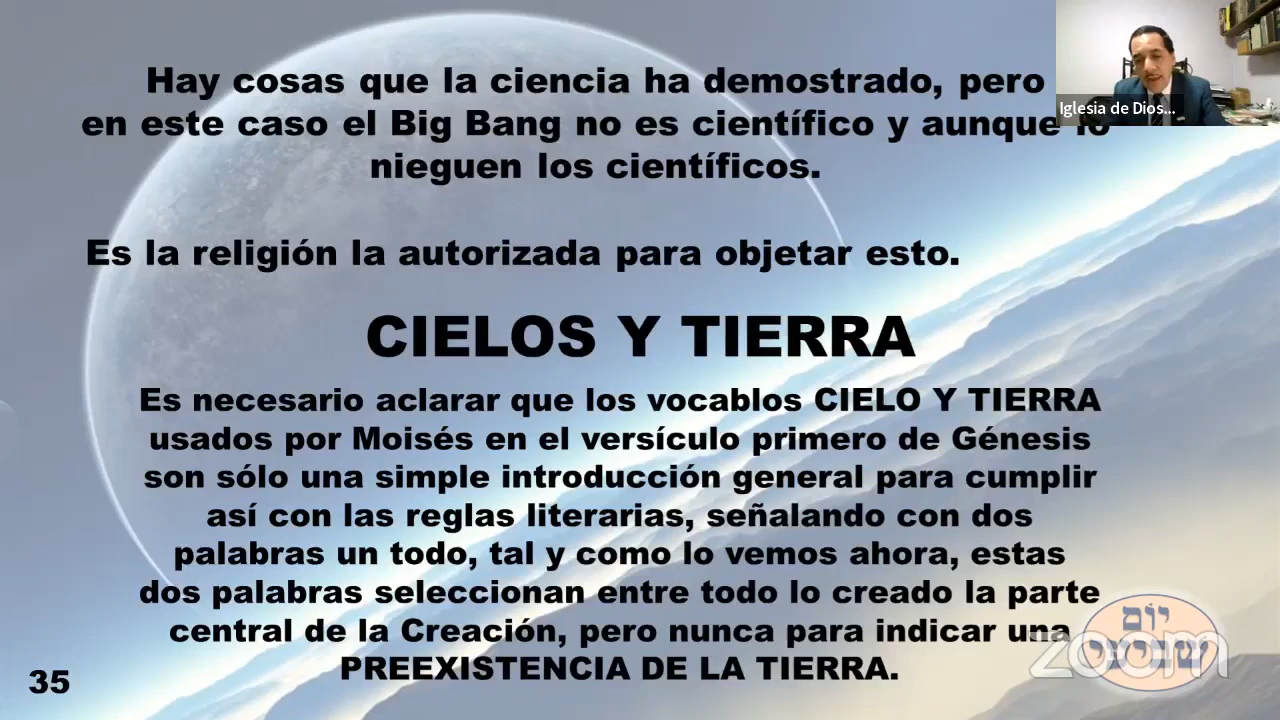 Hay cosas que la ciencia ha demostrado, pero
en este caso el Big Bang no es científico y aunque lo
nieguen los científicos.
Iglesia de Dios...
Es la religión la autorizada para objetar esto.
CIELOS Y TIERRA
Es necesario aclarar que los vocablos CIELO Y TIERRA
usados por Moisés en el versículo primero de Génesis
son sólo una simple introducción general para cumplir
así con las reglas literarias, señalando con dos
palabras un todo, tal y como lo vemos ahora, estas
dos palabras seleccionan entre todo lo creado la parte
central de la Creación, pero nunca para indicar una
PREEXISTENCIA DE LA TIERRA.
35
יוֹם
שביעי
zoom